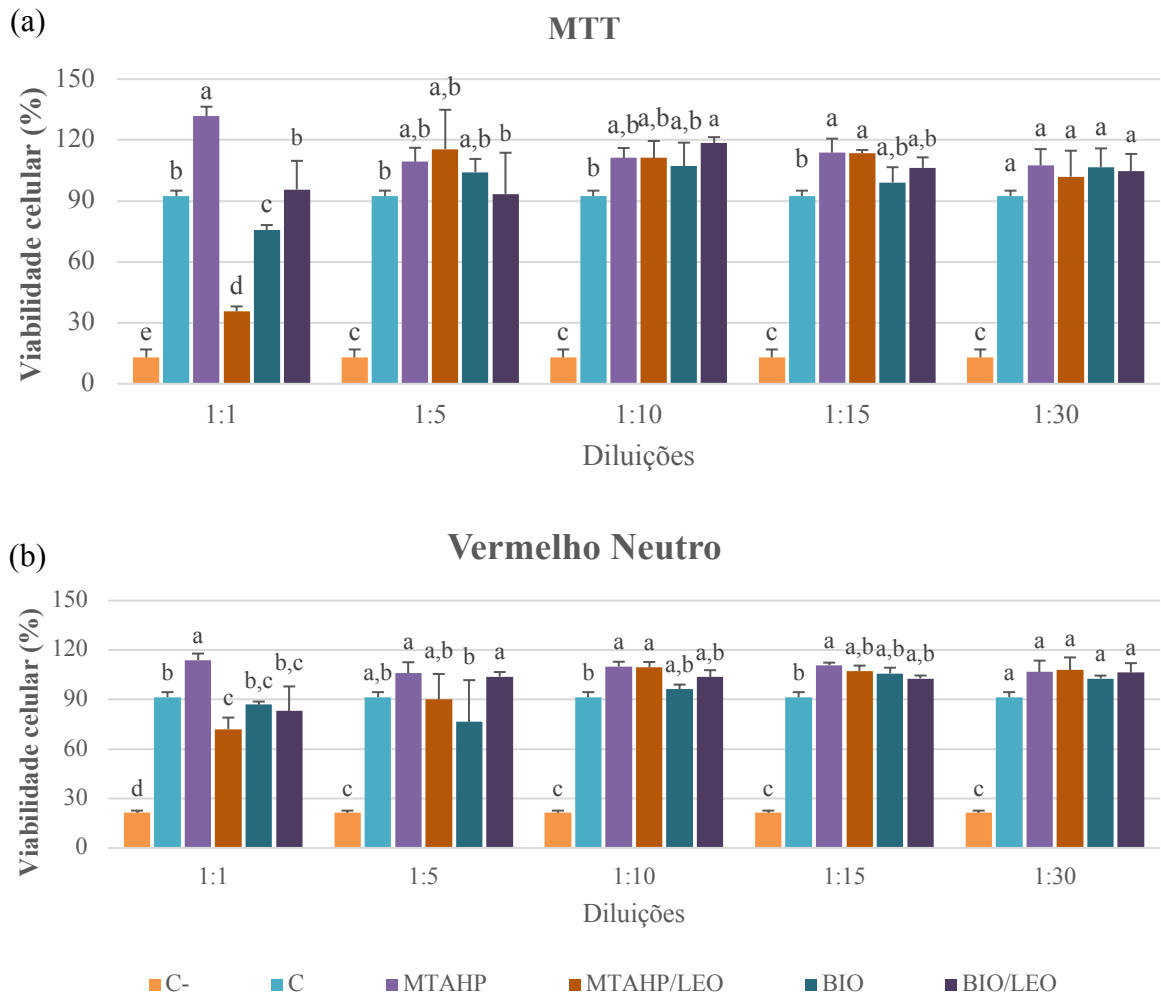 (a)
MTT
Viabilidade celular (%)
150
120
90
60
30
0
e b a d c b
c b a,b a,b a,b b
c b a,b a,b a,b a
c b a a a,b a,b
c a a a a a
1:1 1:5 1:10 1:15 1:30
Diluições
(b)
Vermelho Neutro
Viabilidade celular (%)
150
120
90
60
30
0
d b a c b,c b,c
c a,b a a,b b a
c b a a a,b a
c b a a,b a,b a,b
c a a a a a
1:1 1:5 1:10 1:15 1:30
Diluições
C- C MTAHP MTAHP/LEO BIO BIO/LEO